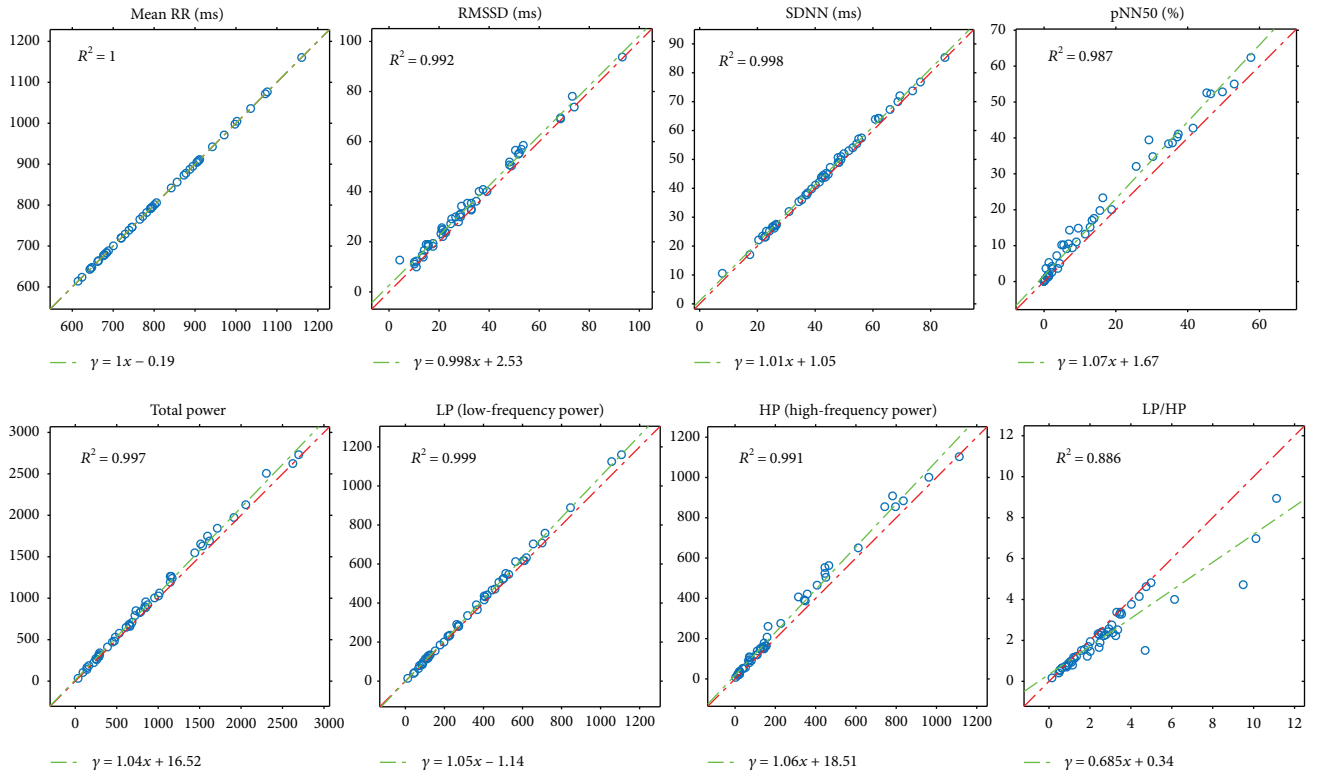 Mean RR (ms)
R² = 1
1200
1100
1000
900
800
700
600
600 700 800 900 1000 1100 1200
γ = 1x − 0.19
RMSSD (ms)
R² = 0.992
100
80
60
40
20
0
0 20 40 60 80 100
γ = 0.998x + 2.53
SDNN (ms)
R² = 0.998
90
80
70
60
50
40
30
20
10
0
0 20 40 60 80
γ = 1.01x + 1.05
pNN50 (%)
R² = 0.987
70
60
50
40
30
20
10
0
0 20 40 60
γ = 1.07x + 1.67
Total power
R² = 0.997
3000
2500
2000
1500
1000
500
0
0 500 1000 1500 2000 2500 3000
γ = 1.04x + 16.52
LP (low-frequency power)
R² = 0.999
1200
1000
800
600
400
200
0
0 200 400 600 800 1000 1200
γ = 1.05x − 1.14
HP (high-frequency power)
R² = 0.991
1200
1000
800
600
400
200
0
0 200 400 600 800 1000 1200
γ = 1.06x + 18.51
LP/HP
R² = 0.886
12
10
8
6
4
2
0
0 2 4 6 8 10 12
γ = 0.685x + 0.34